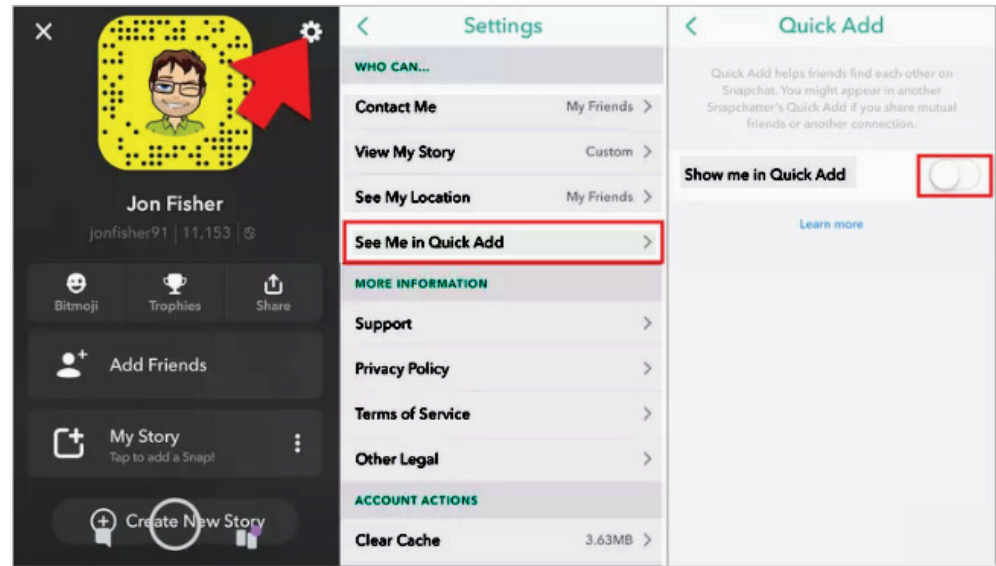 Jon Fisher
jonfisher91 | 11,153 |
Bitmoji
Trophies
Share
Add Friends
My Story
Tap to add a Snap!
Create New Story
Settings
WHO CAN...
Contact Me My Friends
View My Story Custom
See My Location My Friends
See Me in Quick Add
MORE INFORMATION
Support
Privacy Policy
Terms of Service
Other Legal
ACCOUNT ACTIONS
Clear Cache 3.63MB
Quick Add
Quick Add helps friends find each other on
Snapchat. You might appear in another
Snapchatter's Quick Add if you share mutual
friends or another connection.
Show me in Quick Add
Learn more